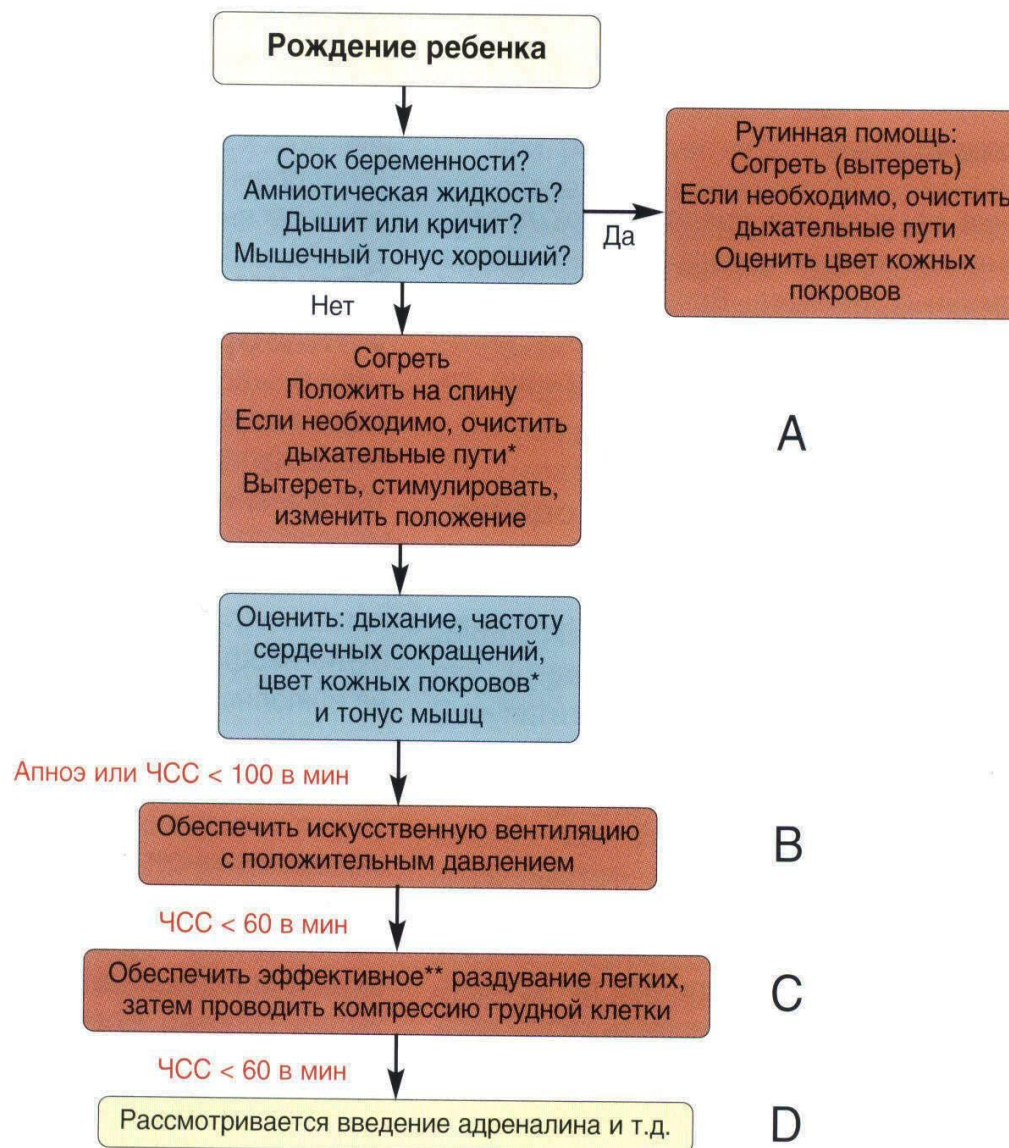 Рождение ребенка
Срок беременности?
Амниотическая жидкость?
Дышит или кричит?
Мышечный тонус хороший?
Да
Рутинная помощь:
Согреть (вытереть)
Если необходимо, очистить
дыхательные пути
Оценить цвет кожных
покровов
Нет
Согреть
Положить на спину
Если необходимо, очистить
дыхательные пути*
Вытереть, стимулировать,
изменить положение
A
Оценить: дыхание, частоту
сердечных сокращений,
цвет кожных покровов*
и тонус мышц
Апноэ или ЧСС < 100 в мин
Обеспечить искусственную вентиляцию
с положительным давлением
B
ЧСС < 60 в мин
Обеспечить эффективное** раздувание легких,
затем проводить компрессию грудной клетки
C
ЧСС < 60 в мин
Рассмотривается введение адреналина и т.д.
D